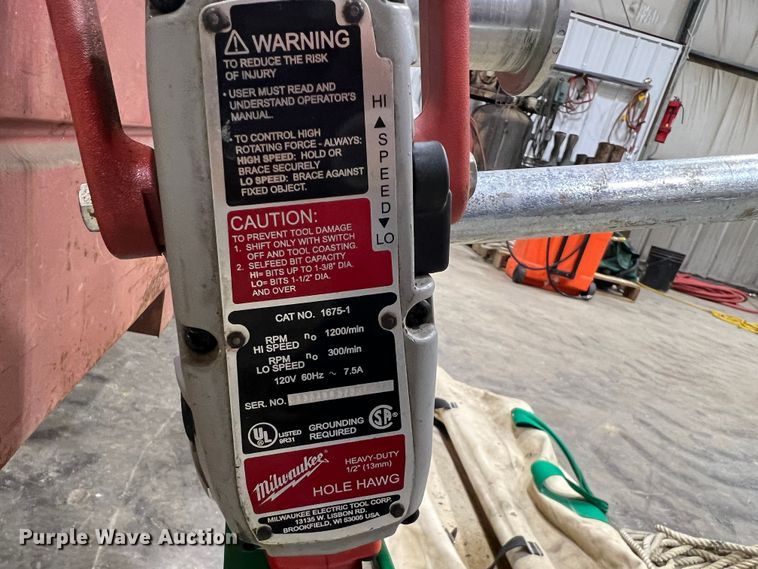 ⚠ WARNING
TO REDUCE THE RISK
OF INJURY
• USER MUST READ AND
UNDERSTAND OPERATOR'S
MANUAL.
• TO CONTROL HIGH
ROTATING FORCE - ALWAYS:
HIGH SPEED: HOLD OR
BRACE SECURELY
LO SPEED: BRACE AGAINST
FIXED OBJECT.
HI
▲
SPEED
▼
LO
CAUTION:
TO PREVENT TOOL DAMAGE
1. SHIFT ONLY WITH SWITCH
OFF AND TOOL COASTING.
2. SELFEED BIT CAPACITY
HI= BITS UP TO 1-3/8" DIA.
LO= BITS 1-1/2" DIA.
AND OVER
CAT NO. 1675-1
RPM
HI SPEED no 1200/min
RPM
LO SPEED no 300/min
120V 60Hz ~ 7.5A
SER. NO.
UL LISTED
9R31
GROUNDING
REQUIRED
SA
Milwaukee
HEAVY-DUTY
1/2" (13mm)
HOLE HAWG
MILWAUKEE ELECTRIC TOOL CORP.
13135 W. LISBON RD.
BROOKFIELD, WI 53005 USA
Purple Wave Auction